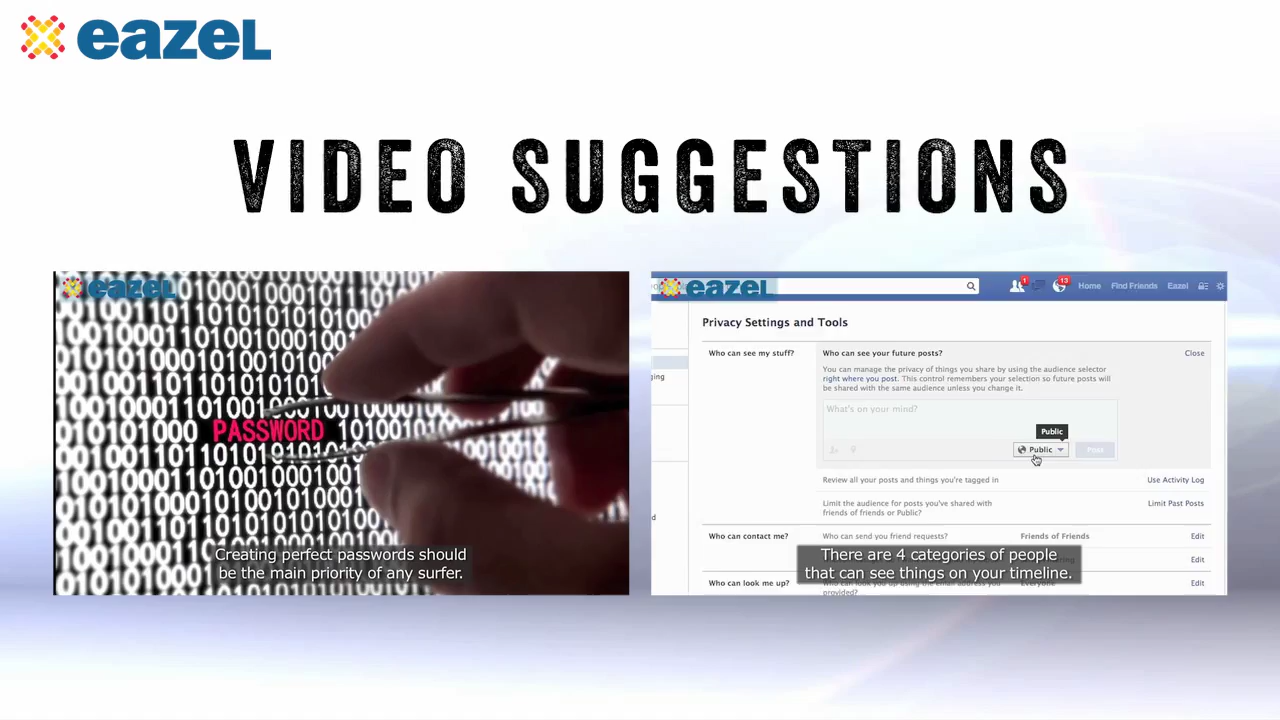 eazeL
VIDEO SUGGESTIONS
eazeL
PASSWORD
Creating perfect passwords should
be the main priority of any surfer.
eazeL
1
13
Home
Find Friends
Eazel
Privacy Settings and Tools
Who can see my stuff?
Who can see your future posts?
Close
You can manage the privacy of things you share by using the audience selector
right where you post. This control remembers your selection so future posts will
be shared with the same audience unless you change it.
What's on your mind?
Public
Public
Post
Review all your posts and things you're tagged in
Use Activity Log
Limit the audience for posts you've shared with
friends of friends or Public?
Limit Past Posts
Who can contact me?
Who can send you friend requests?
Friends of Friends
Edit
There are 4 categories of people
that can see things on your timeline.
Edit
Who can look me up?
Edit
provided?